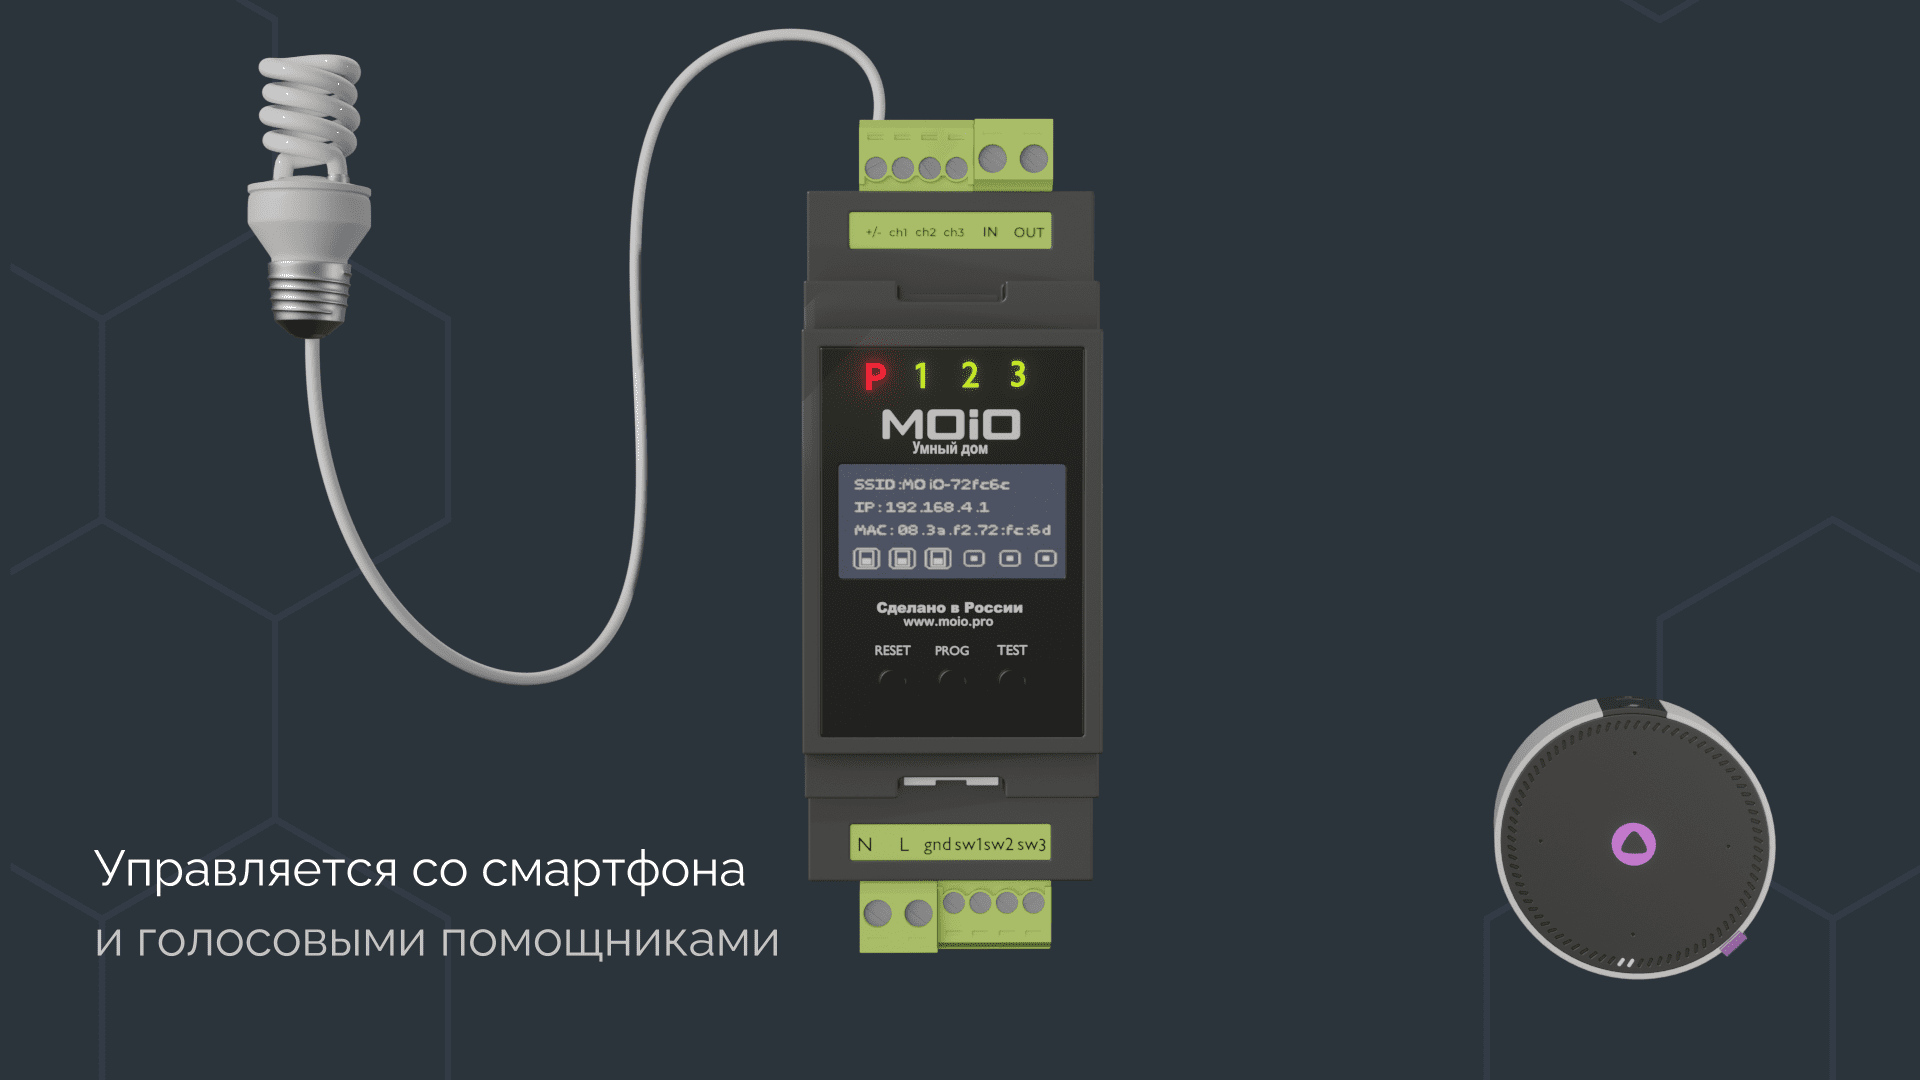 +/- ch1 ch2 ch3 IN OUT
P 1 2 3
MOiO
Умный дом
SSID:MOiO-72fc6c
IP:192.168.4.1
MAC:08.3a.f2.72:fc:6d
Сделано в России
www.moio.pro
RESET PROG TEST
N L gnd sw1 sw2 sw3
Управляется со смартфона
и голосовыми помощниками